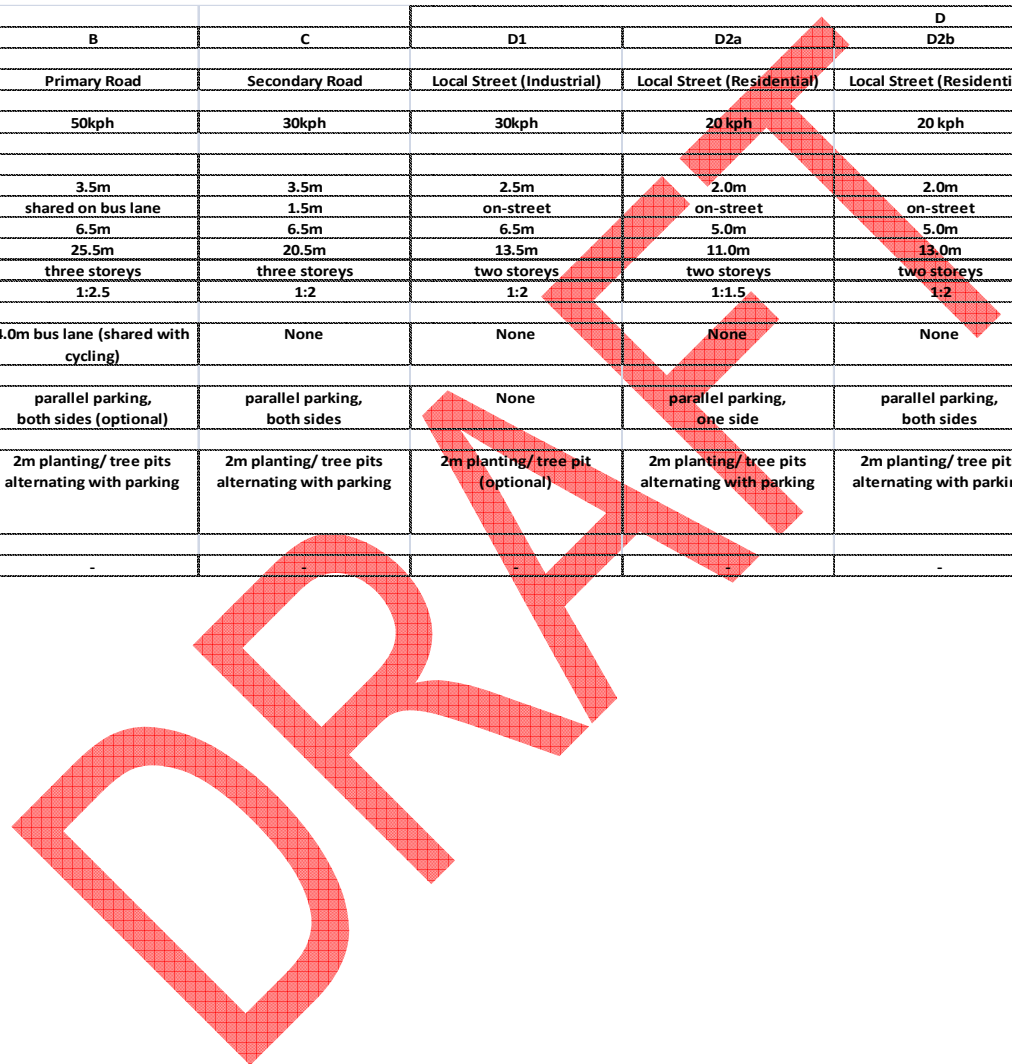 D
B C D1 D2a D2b
Primary Road Secondary Road Local Street (Industrial) Local Street (Residential) Local Street (Residenti
50kph 30kph 30kph 20 kph 20 kph
3.5m 3.5m 2.5m 2.0m 2.0m
shared on bus lane 1.5m on-street on-street on-street
6.5m 6.5m 6.5m 5.0m 5.0m
25.5m 20.5m 13.5m 11.0m 13.0m
three storeys three storeys two storeys two storeys two storeys
1:2.5 1:2 1:2 1:1.5 1:2
.0m bus lane (shared with None None None None
cycling)
parallel parking, parallel parking, None parallel parking, parallel parking,
both sides (optional) both sides one side both sides
2m planting/ tree pits 2m planting/ tree pits 2m planting/ tree pit 2m planting/ tree pits 2m planting/ tree pit
alternating with parking alternating with parking (optional) alternating with parking alternating with parkin
- - - - -
DRAFT